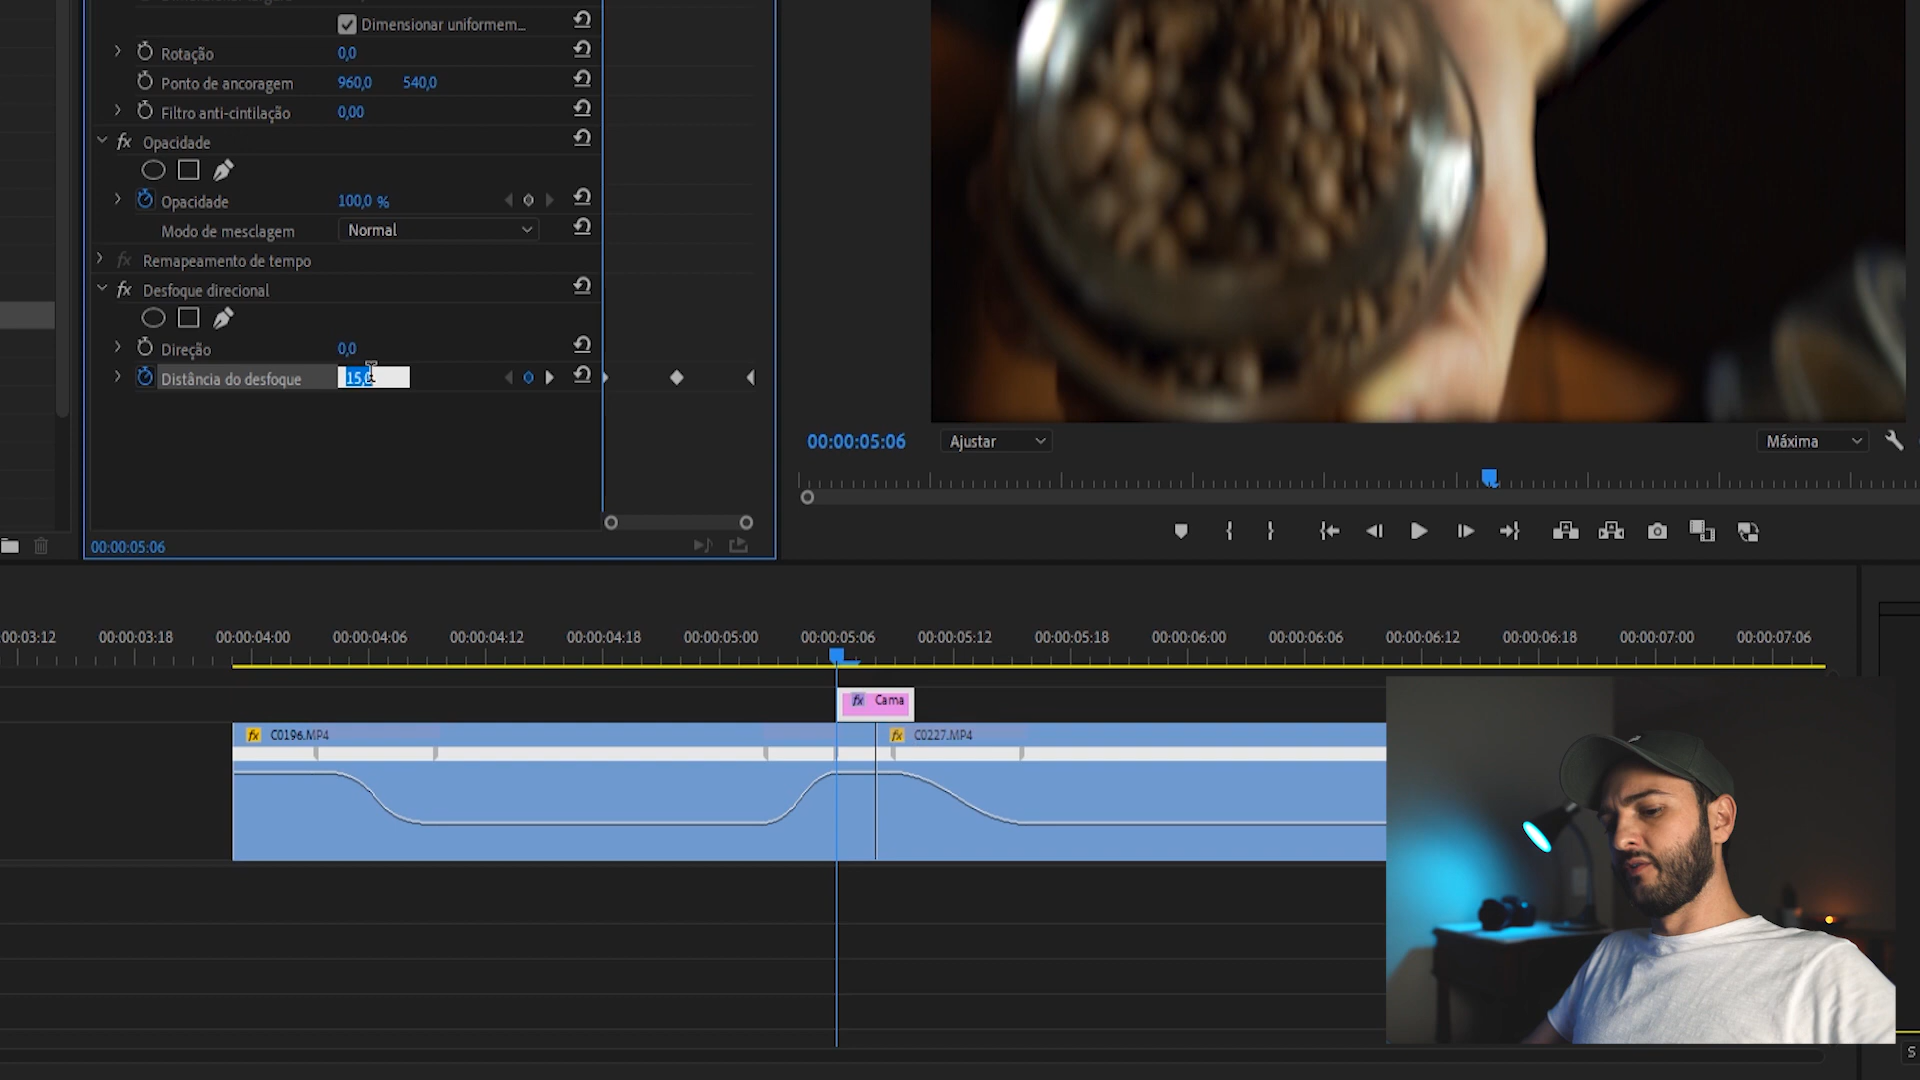 Dimensionar uniformem...
Rotação 0,0
Ponto de ancoragem 960,0 540,0
Filtro anti-cintilação 0,00
fx Opacidade
Opacidade 100,0 %
Modo de mesclagem Normal
fx Remapeamento de tempo
fx Desfoque direcional
Direção 0,0
Distância do desfoque 15,
00:00:05:06
00:00:05:06 Ajustar Máxima
00:03:12 00:00:03:18 00:00:04:00 00:00:04:06 00:00:04:12 00:00:04:18 00:00:05:00 00:00:05:06 00:00:05:12 00:00:05:18 00:00:06:00 00:00:06:06 00:00:06:12 00:00:06:18 00:00:07:00 00:00:07:06
fx Cama
fx C0196.MP4 fx C0227.MP4
S